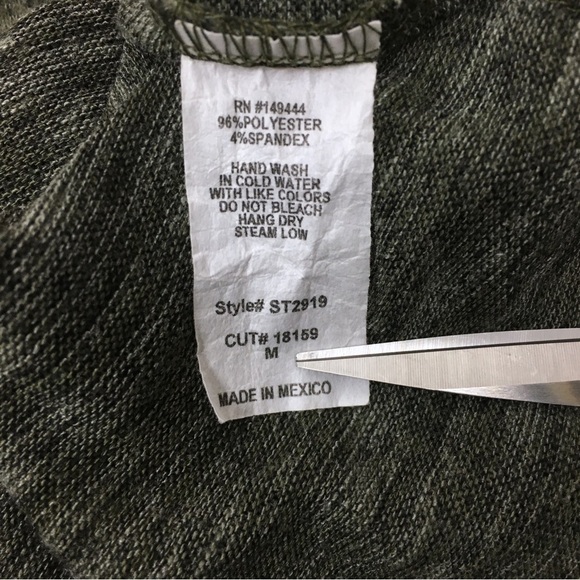 RN #149444
96%POLYESTER
4%SPANDEX
HAND WASH
IN COLD WATER
WITH LIKE COLORS
DO NOT BLEACH
HANG DRY
STEAM LOW
Style# ST2919
CUT# 18159
M
MADE IN MEXICO